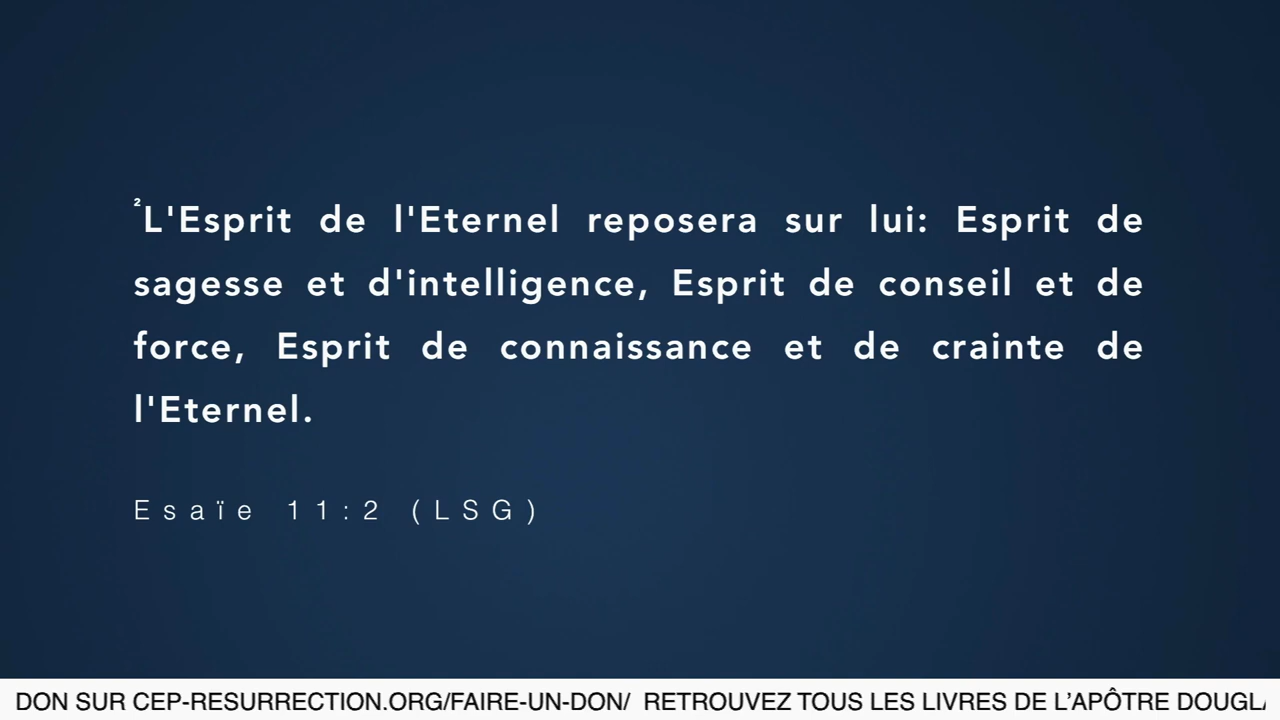 ²L'Esprit de l'Eternel reposera sur lui: Esprit de
sagesse et d'intelligence, Esprit de conseil et de
force, Esprit de connaissance et de crainte de
l'Eternel.
Esaïe 11:2 (LSG)
DON SUR CEP-RESURRECTION.ORG/FAIRE-UN-DON/ RETROUVEZ TOUS LES LIVRES DE L’APÔTRE